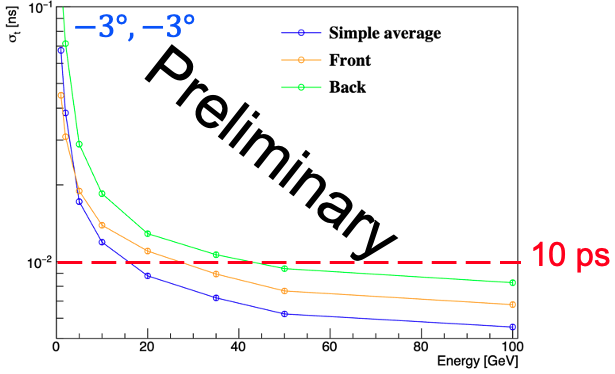 10⁻¹
σt [ns]
−3°, −3°
Simple average
Front
Back
Preliminary
10⁻²
10 ps
0 20 40 60 80 100
Energy [GeV]